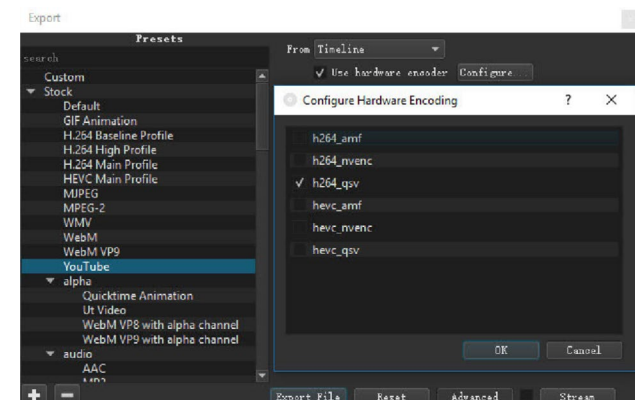 Export
Presets
search
Custom
Stock
Default
GIF Animation
H.264 Baseline Profile
H.264 High Profile
H.264 Main Profile
HEVC Main Profile
MJPEG
MPEG-2
WMV
WebM
WebM VP9
YouTube
alpha
Quicktime Animation
Ut Video
WebM VP8 with alpha channel
WebM VP9 with alpha channel
audio
AAC
MP3
From Timeline
Use hardware encoder Configure...
Configure Hardware Encoding ?
h264_amf
h264_nvenc
h264_qsv
hevc_amf
hevc_nvenc
hevc_qsv
OK Cancel
Export File Reset Advanced Stream